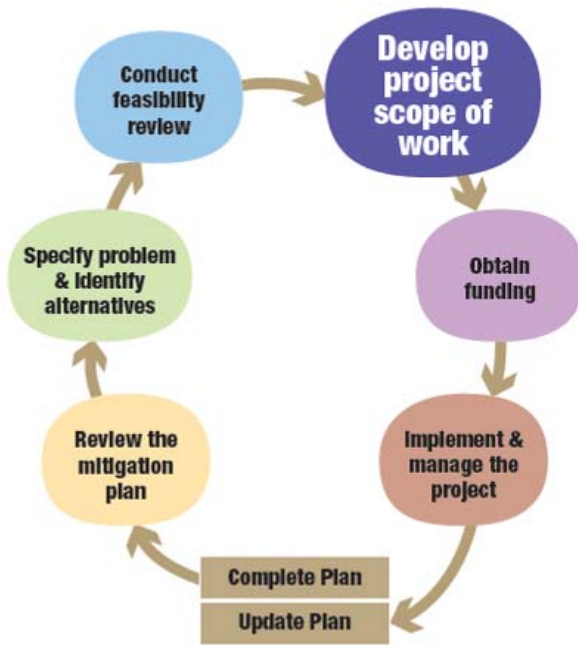 Conduct
feasibility
review
Develop
project
scope of
work
Specify problem
& identify
alternatives
Obtain
funding
Review the
mitigation
plan
Implement &
manage the
project
Complete Plan
Update Plan